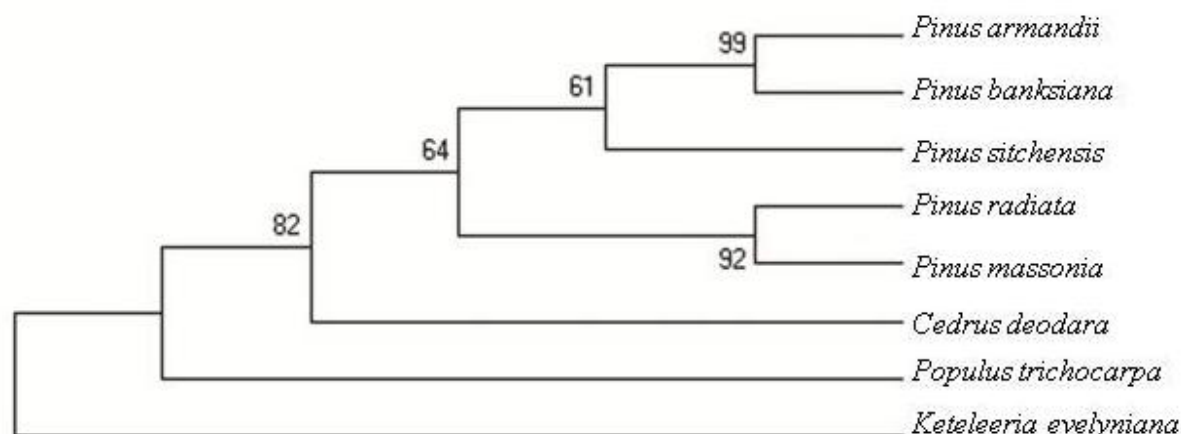 Pinus armandii
99
Pinus banksiana
61
Pinus sitchensis
64
Pinus radiata
82
92
Pinus massonia
Cedrus deodara
Populus trichocarpa
Keteleeria evelyniana